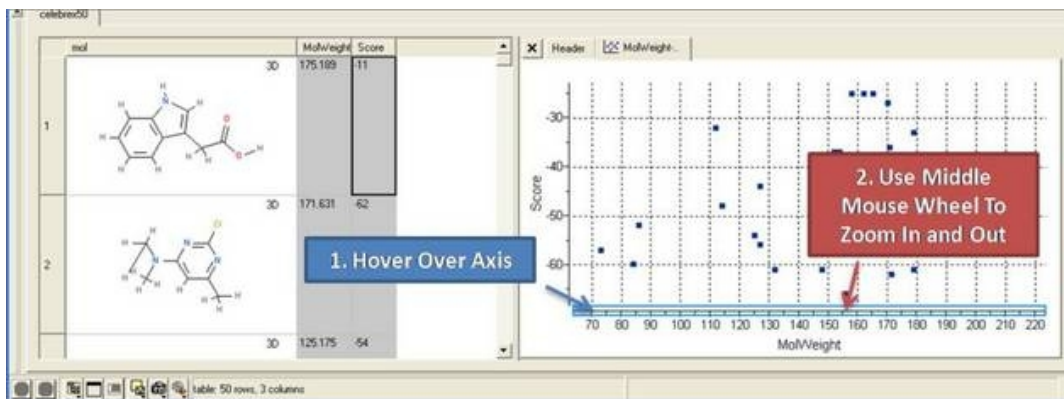 celebrex50
mol MolWeight Score
1
3D 175.189 -11
H
N
H
H
H
H
H
H H
O
O
H
2
3D 171.631 -62
Cl
N
N
N
H
H
H
H
H
H
3D 125.175 -54
Header MolWeight-..
-30
-40
-50
-60
Score
70 80 90 100 110 120 130 140 150 160 170 180 190 200 210 220
MolWeight
1. Hover Over Axis
2. Use Middle
Mouse Wheel To
Zoom In and Out
table: 50 rows, 3 columns